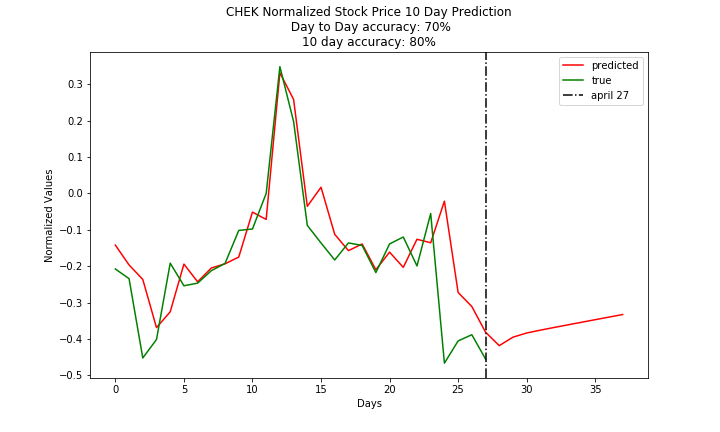 CHEK Normalized Stock Price 10 Day Prediction
Day to Day accuracy: 70%
10 day accuracy: 80%
predicted
true
april 27
Normalized Values
0.3
0.2
0.1
0.0
−0.1
−0.2
−0.3
−0.4
−0.5
0 5 10 15 20 25 30 35
Days